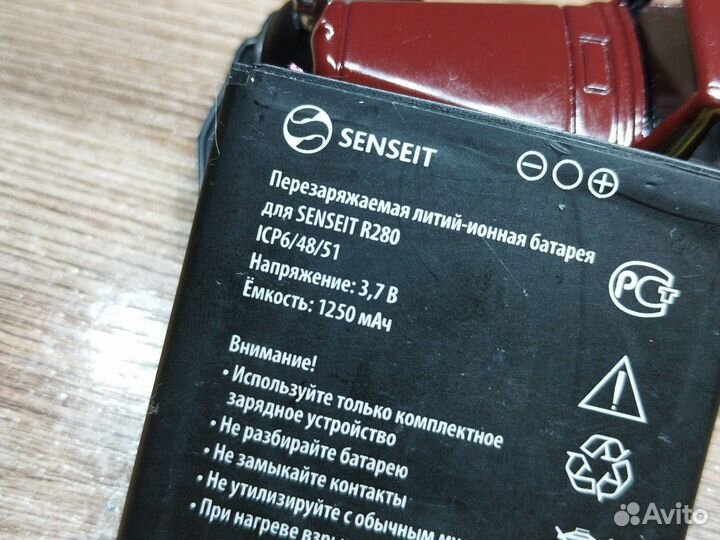 SENSEIT
Перезаряжаемая литий-ионная батарея
для SENSEIT R280
ICP6/48/51
Напряжение: 3,7 В
Ёмкость: 1250 мАч
РСТ
Внимание!
• Используйте только комплектное
зарядное устройство
• Не разбирайте батарею
• Не замыкайте контакты
• Не утилизируйте с обычным
• При нагреве
Avito